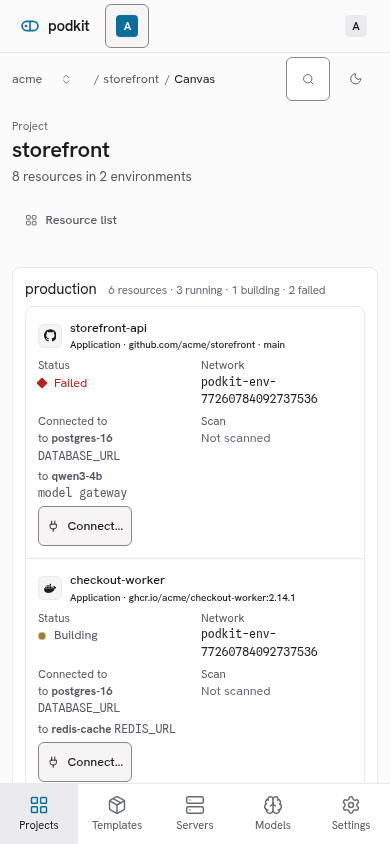 podkit
A
A
acme
/ storefront / Canvas
Project
storefront
8 resources in 2 environments
Resource list
production 6 resources · 3 running · 1 building · 2 failed
storefront-api
Application · github.com/acme/storefront · main
Status
Network
Failed
podkit-env-
77260784092737536
Connected to
Scan
to postgres-16
Not scanned
DATABASE_URL
to qwen3-4b
model gateway
Connect...
checkout-worker
Application · ghcr.io/acme/checkout-worker:2.14.1
Status
Network
Building
podkit-env-
77260784092737536
Connected to
Scan
to postgres-16
Not scanned
DATABASE_URL
to redis-cache REDIS_URL
Connect...
Projects
Templates
Servers
Models
Settings